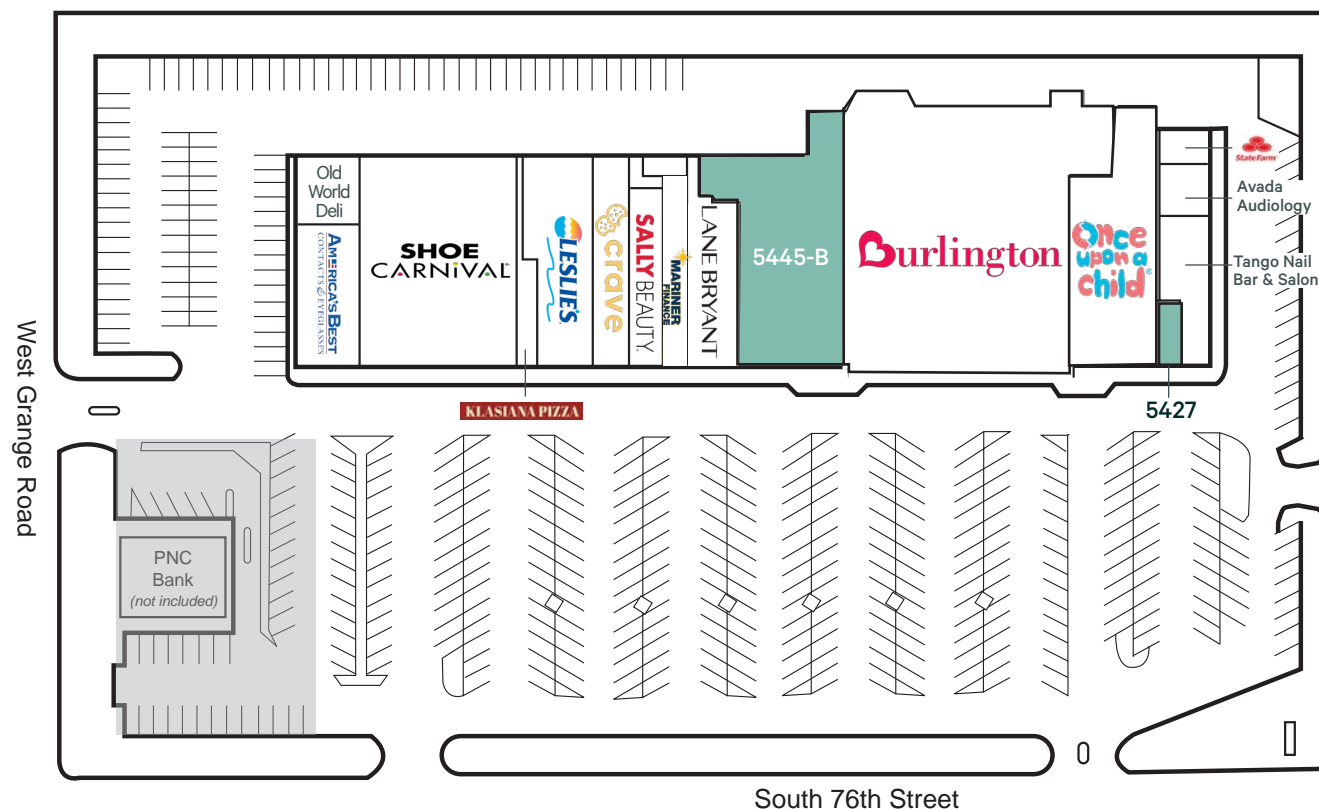 Old
World
Deli
AMERICA'S BEST
CONTACTS & EYEGLASSES
SHOE
CARNIVAL
KLASIANA PIZZA
LESLIE'S
crave
SALLY BEAUTY
MARINER
FINANCE
LANE BRYANT
5445-B
Burlington
Once
upon a
child
StateFarm
Avada
Audiology
Tango Nail
Bar & Salon
5427
West Grange Road
PNC
Bank
(not included)
South 76th Street